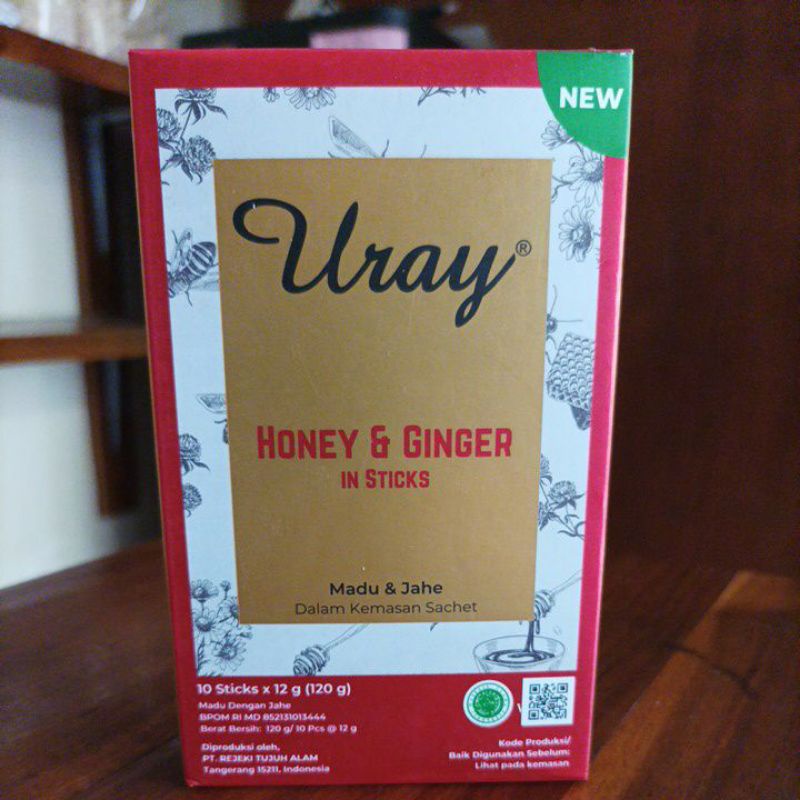 NEW
Uray®
HONEY & GINGER
IN STICKS
Madu & Jahe
Dalam Kemasan Sachet
10 Sticks x 12 g (120 g)
Madu Dengan Jahe
BPOM RI MD 852131013444
Berat Bersih: 120 g/ 10 Pcs @ 12 g
Diproduksi oleh,
PT. REJEKI TUJUH ALAM
Tangerang 15211, Indonesia
Kode Produksi/
Baik Digunakan Sebelum:
Lihat pada kemasan